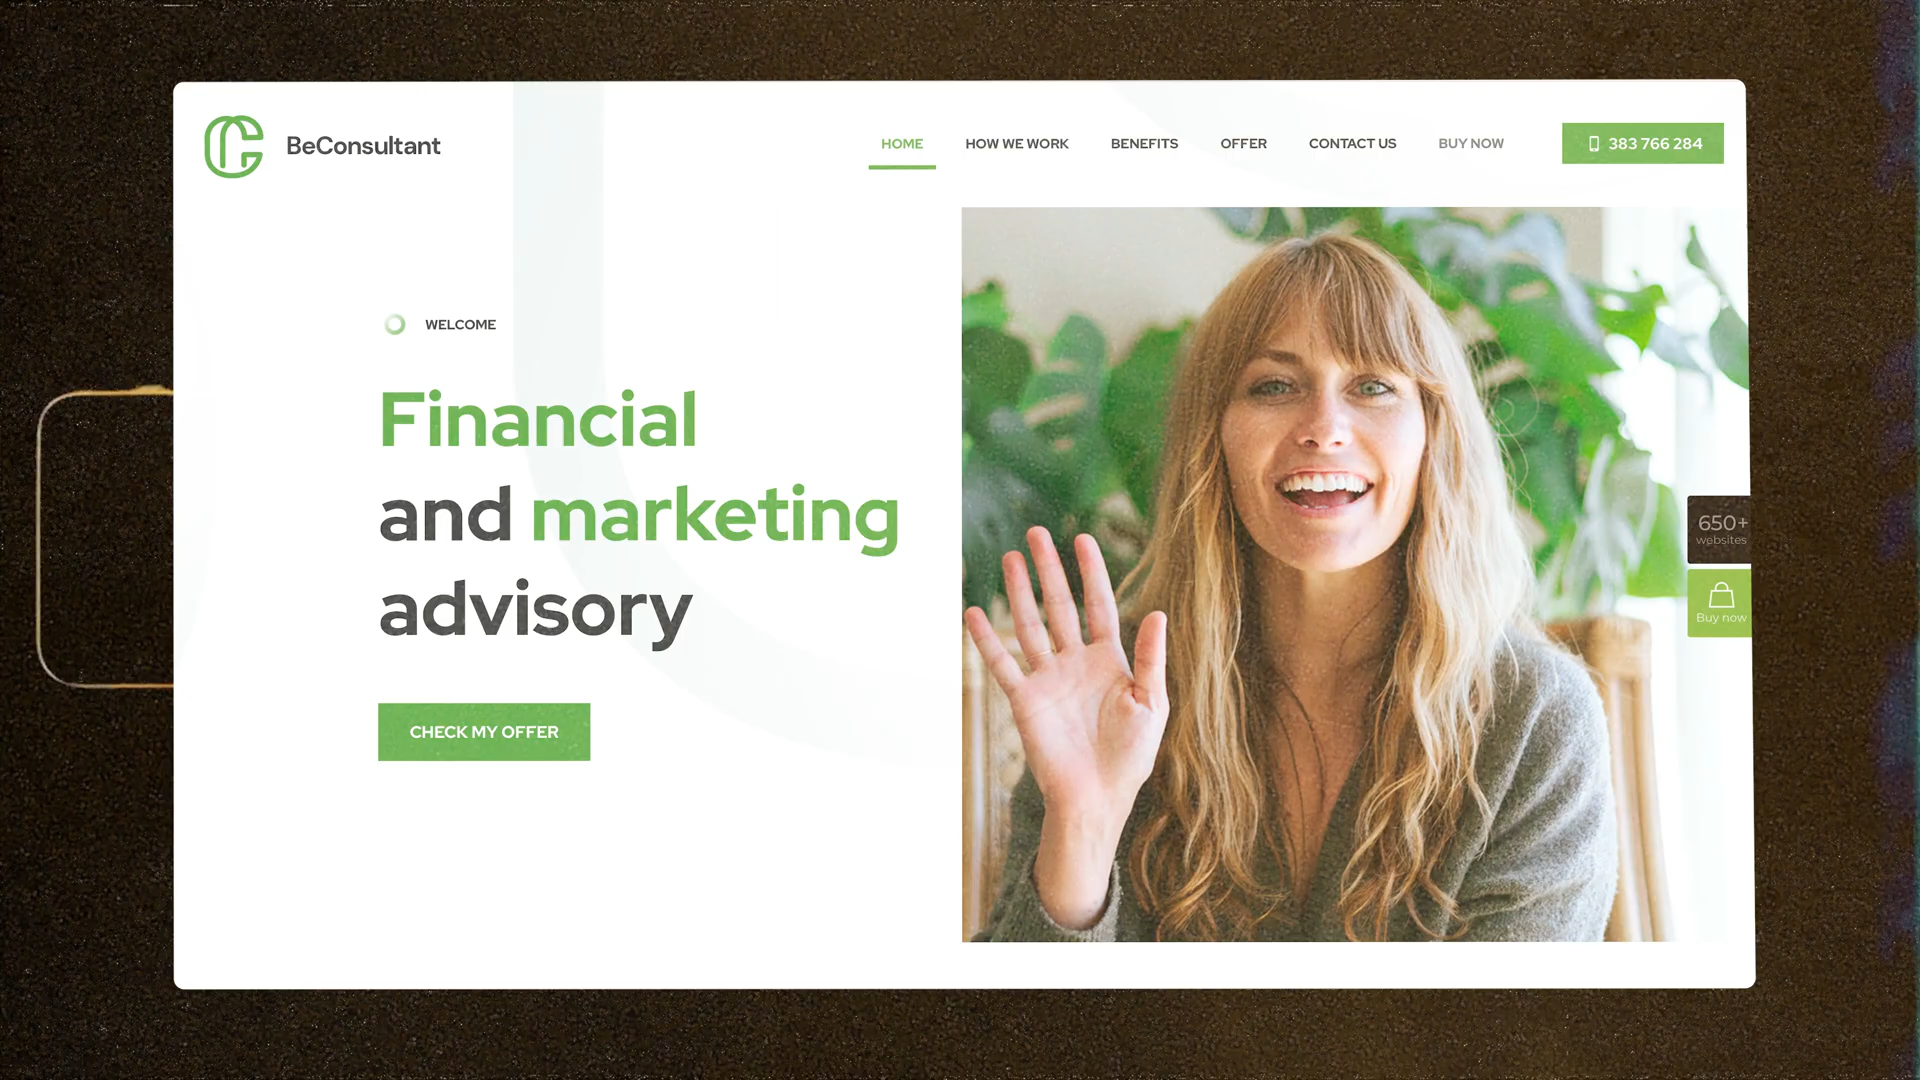 BeConsultant
HOME
HOW WE WORK
BENEFITS
OFFER
CONTACT US
BUY NOW
383 766 284
WELCOME
Financial
and marketing
advisory
CHECK MY OFFER
650+
websites
Buy now